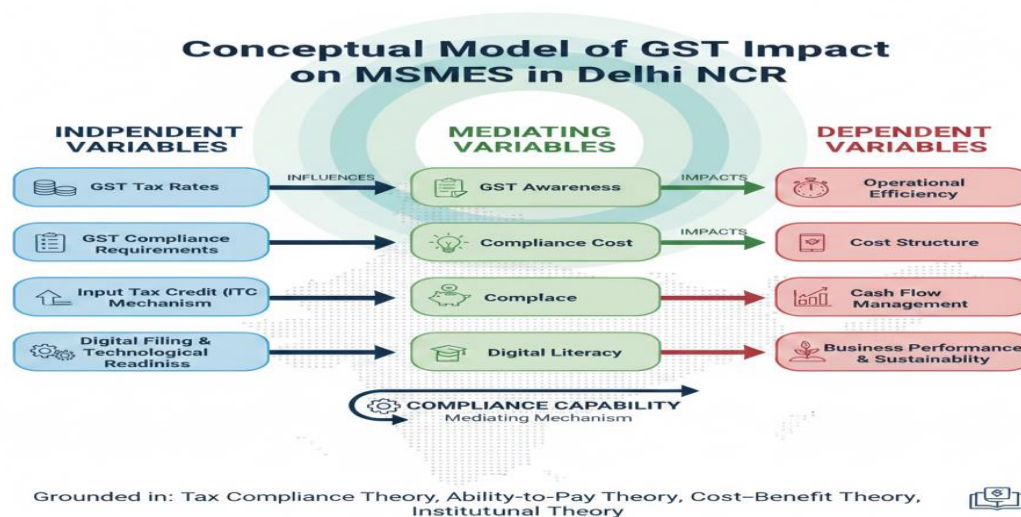 Conceptual Model of GST Impact
on MSMES in Delhi NCR
INDPENDENT
VARIABLES
MEDIATING
VARIABLES
DEPENDENT
VARIABLES
GST Tax Rates
INFLUENCES
GST Awareness
IMPACTS
Operational
Efficiency
GST Compliance
Requirements
Compliance Cost
IMPACTS
Cost Structure
Input Tax Credit (ITC
Mechanism
Complace
Cash Flow
Management
Digital Filing &
Technological
Readiniss
Digital Literacy
Business Performance
& Sustainablity
COMPLIANCE CAPABILITY
Mediating Mechanism
Grounded in: Tax Compliance Theory, Ability-to-Pay Theory, Cost–Benefit Theory,
Institutunal Theory